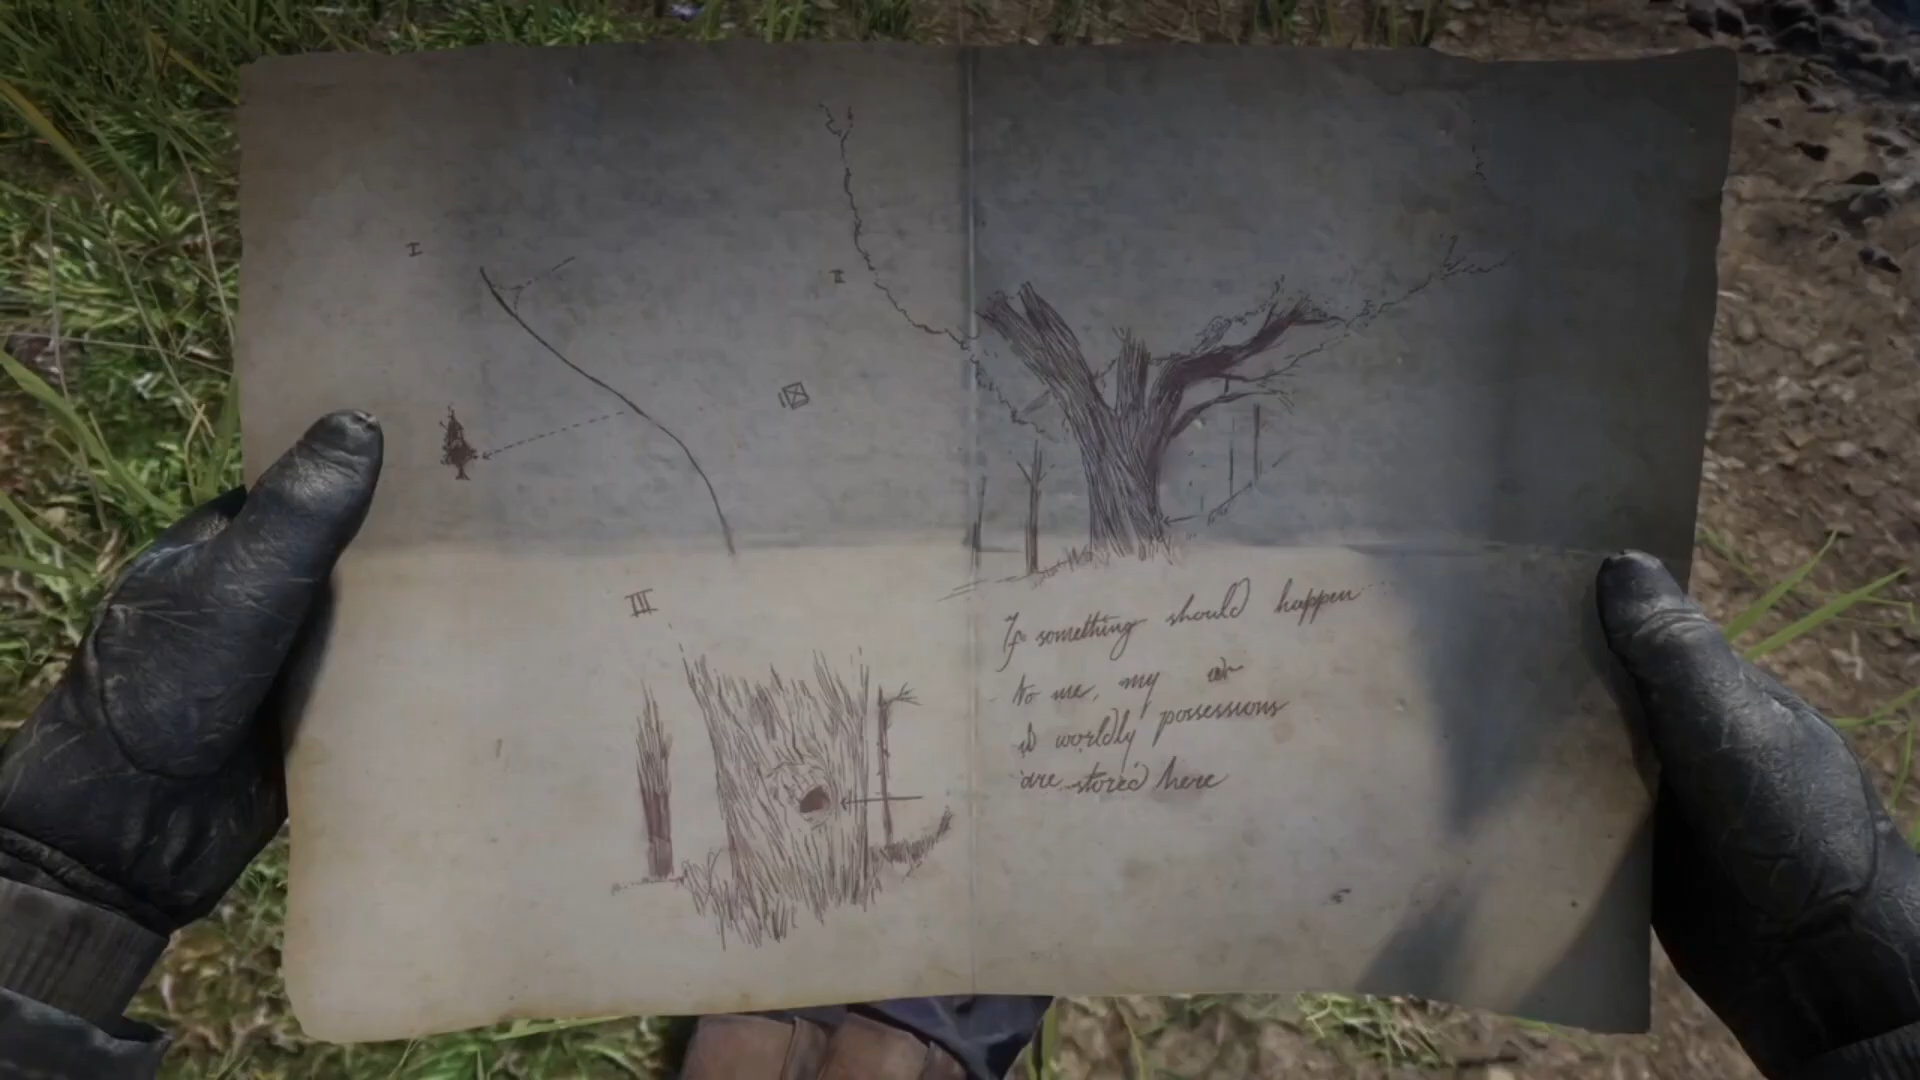 I
II
III
If something should happen
to me, my
worldly possessions
are stored here